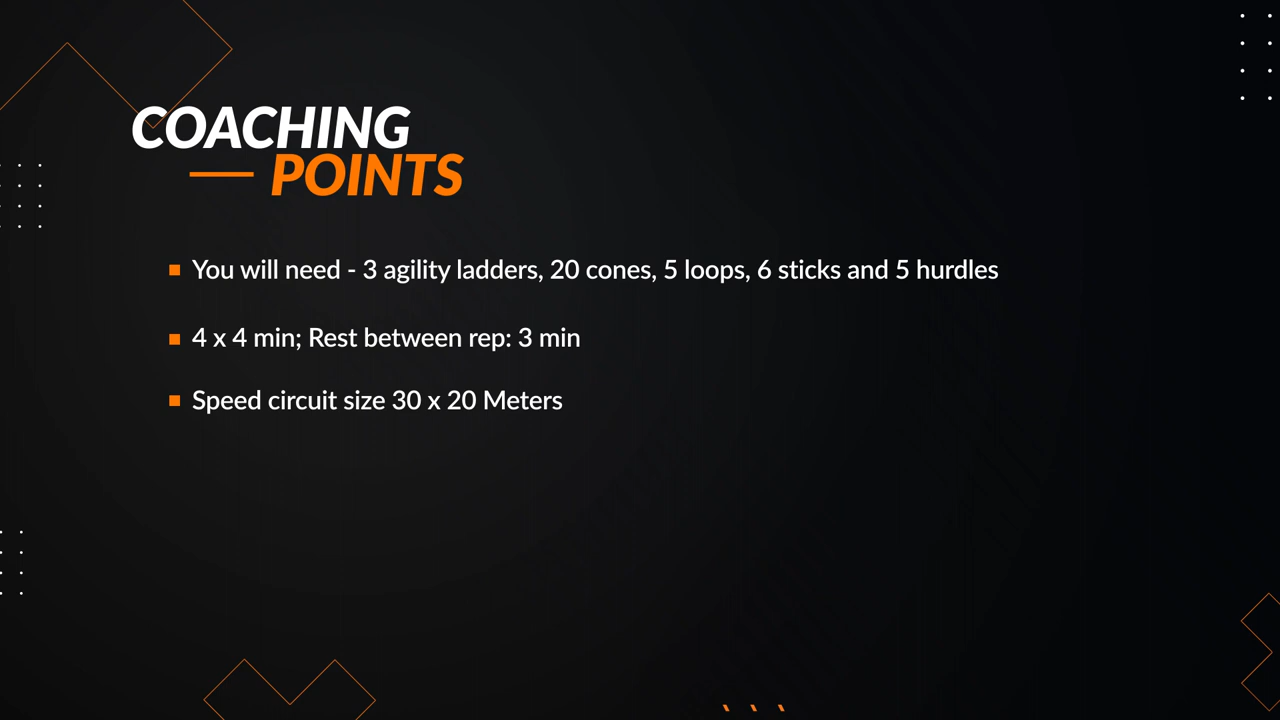 COACHING
POINTS
You will need - 3 agility ladders, 20 cones, 5 loops, 6 sticks and 5 hurdles
4 x 4 min; Rest between rep: 3 min
Speed circuit size 30 x 20 Meters